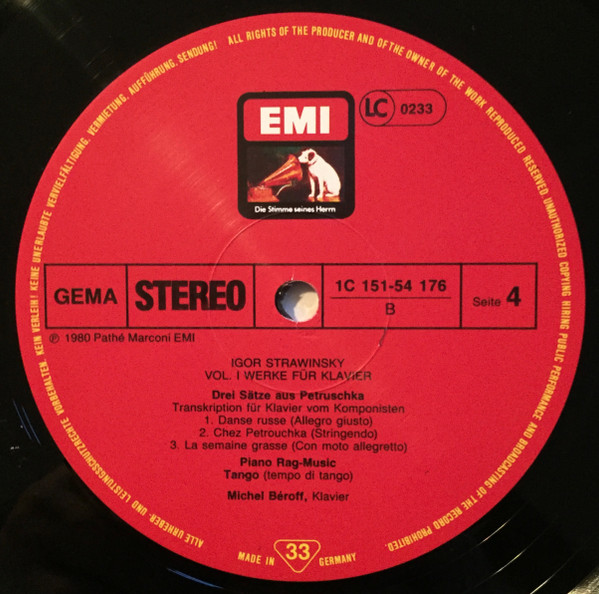 ALLE URHEBER- UND LEISTUNGSSCHUTZRECHTE VORBEHALTEN. KEIN VERLEIH! KEINE UNERLAUBTE VERVIELFÄLTIGUNG, VERMIETUNG, AUFFÜHRUNG, SENDUNG!
ALL RIGHTS OF THE PRODUCER AND OF THE OWNER OF THE WORK REPRODUCED RESERVED. UNAUTHORIZED COPYING HIRING PUBLIC PERFORMANCE AND BROADCASTING OF THE RECORD PROHIBITED.
EMI
LC 0233
Die Stimme seines Herrn
GEMA
STEREO
1C 151-54 176
B
Seite 4
℗ 1980 Pathé Marconi EMI
IGOR STRAWINSKY
VOL. I WERKE FÜR KLAVIER
Drei Sätze aus Petruschka
Transkription für Klavier vom Komponisten
1. Danse russe (Allegro giusto)
2. Chez Petrouchka (Stringendo)
3. La semaine grasse (Con moto allegretto)
Piano Rag-Music
Tango (tempo di tango)
Michel Béroff, Klavier
MADE IN 33 GERMANY